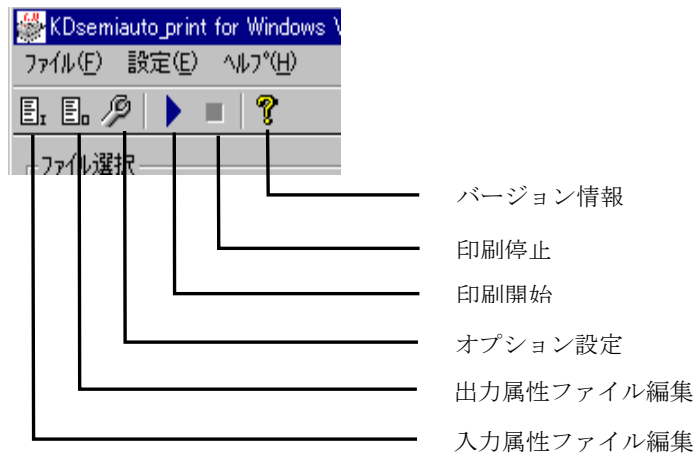 KDsemiauto_print for Windows
ファイル(F) 設定(E) ヘルプ(H)
ファイル選択
バージョン情報
印刷停止
印刷開始
オプション設定
出力属性ファイル編集
入力属性ファイル編集